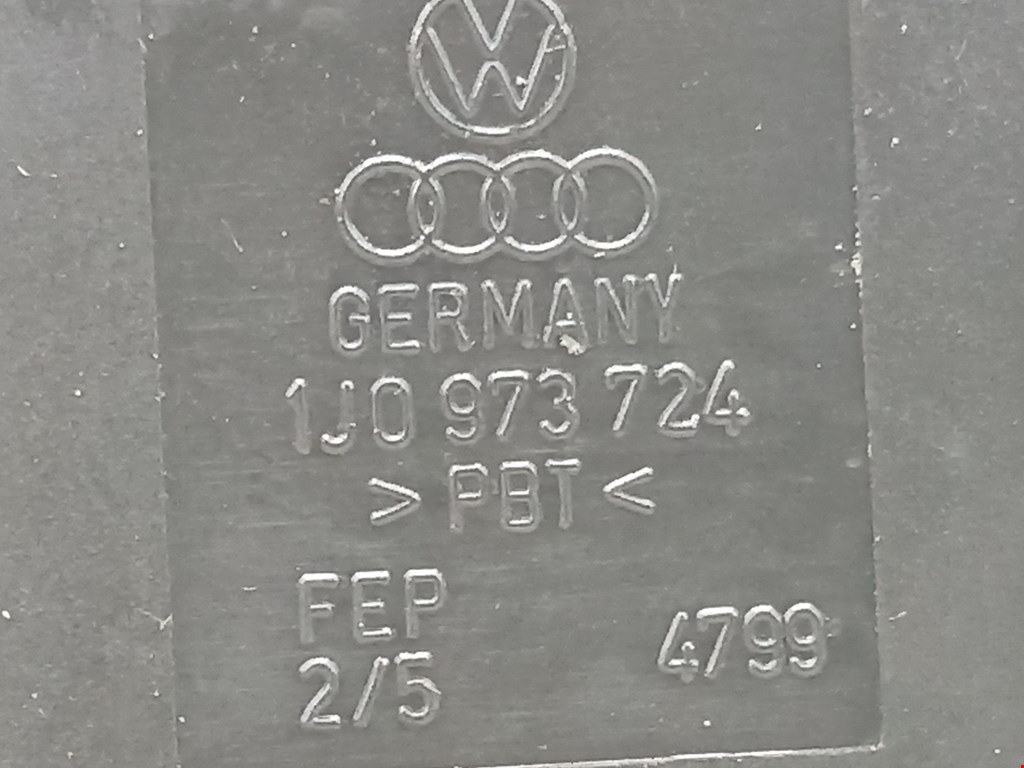 GERMANY
1J0 973 724
> PBT <
FEP
2/5 4799